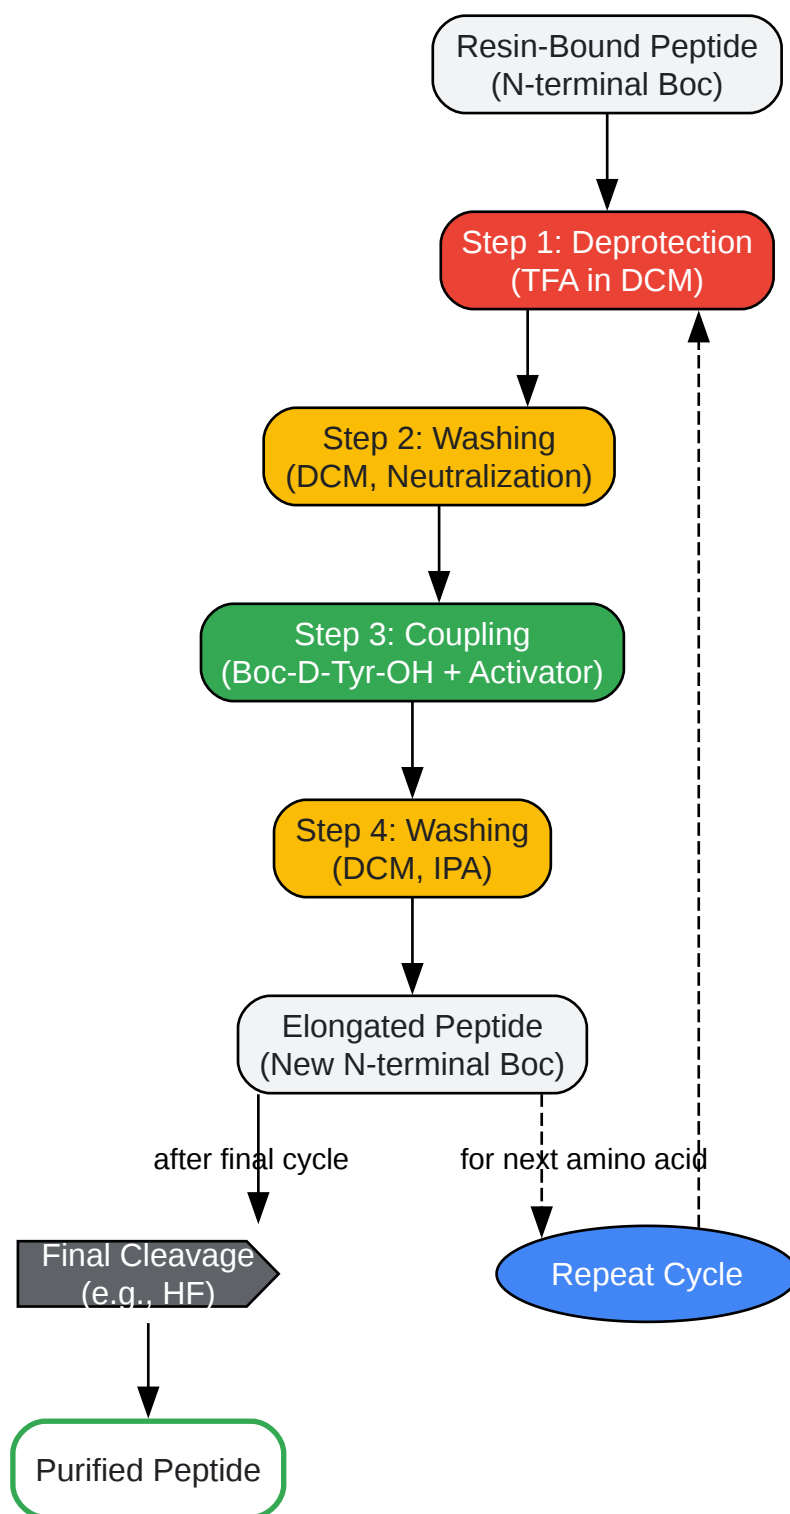 Resin-Bound Peptide
(N-terminal Boc)
Step 1: Deprotection
(TFA in DCM)
Step 2: Washing
(DCM, Neutralization)
Step 3: Coupling
(Boc-D-Tyr-OH + Activator)
Step 4: Washing
(DCM, IPA)
Elongated Peptide
(New N-terminal Boc)
after final cycle
for next amino acid
Final Cleavage
(e.g., HF)
Repeat Cycle
Purified Peptide